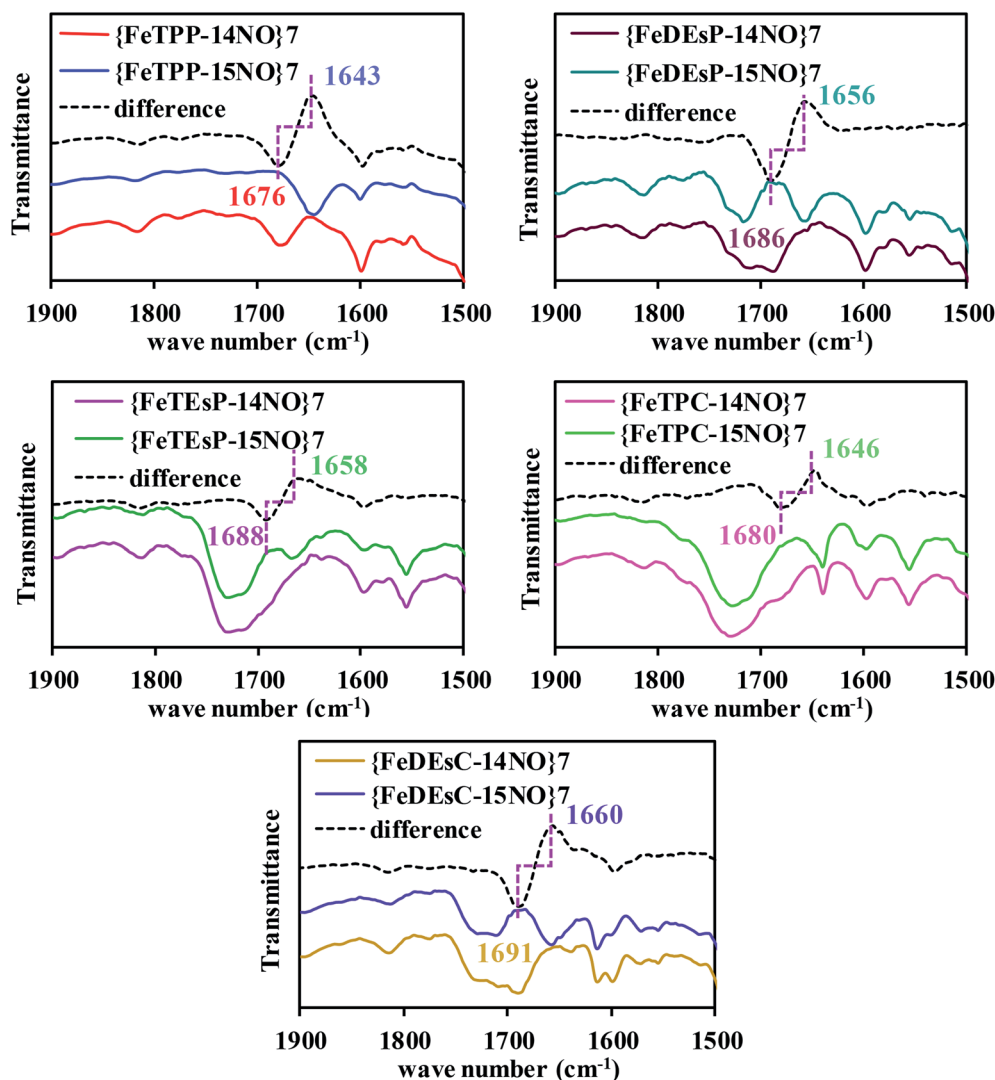 {FeTPP-14NO}7
{FeTPP-15NO}7
difference
1643
1676
Transmittance
1900 1800 1700 1600 1500
wave number (cm-1)
{FeDEsP-14NO}7
{FeDEsP-15NO}7
difference
1656
1686
Transmittance
1900 1800 1700 1600 1500
wave number (cm-1)
{FeTEsP-14NO}7
{FeTEsP-15NO}7
difference
1658
1688
Transmittance
1900 1800 1700 1600 1500
wave number (cm-1)
{FeTPC-14NO}7
{FeTPC-15NO}7
difference
1646
1680
Transmittance
1900 1800 1700 1600 1500
wave number (cm-1)
{FeDEsC-14NO}7
{FeDEsC-15NO}7
difference
1660
1691
Transmittance
1900 1800 1700 1600 1500
wave number (cm-1)